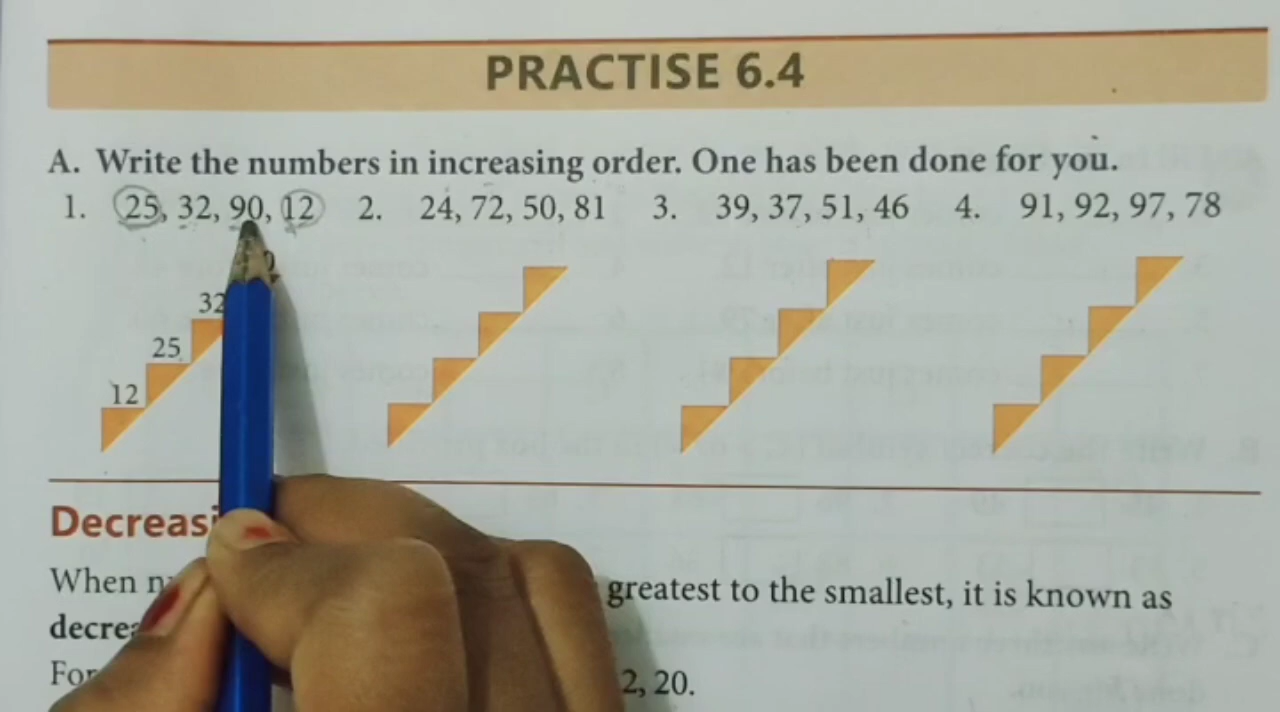 PRACTISE 6.4
A. Write the numbers in increasing order. One has been done for you.
1. 25, 32, 90, 12 2. 24, 72, 50, 81 3. 39, 37, 51, 46 4. 91, 92, 97, 78
32
25
12
When greatest to the smallest, it is known as
2, 20.